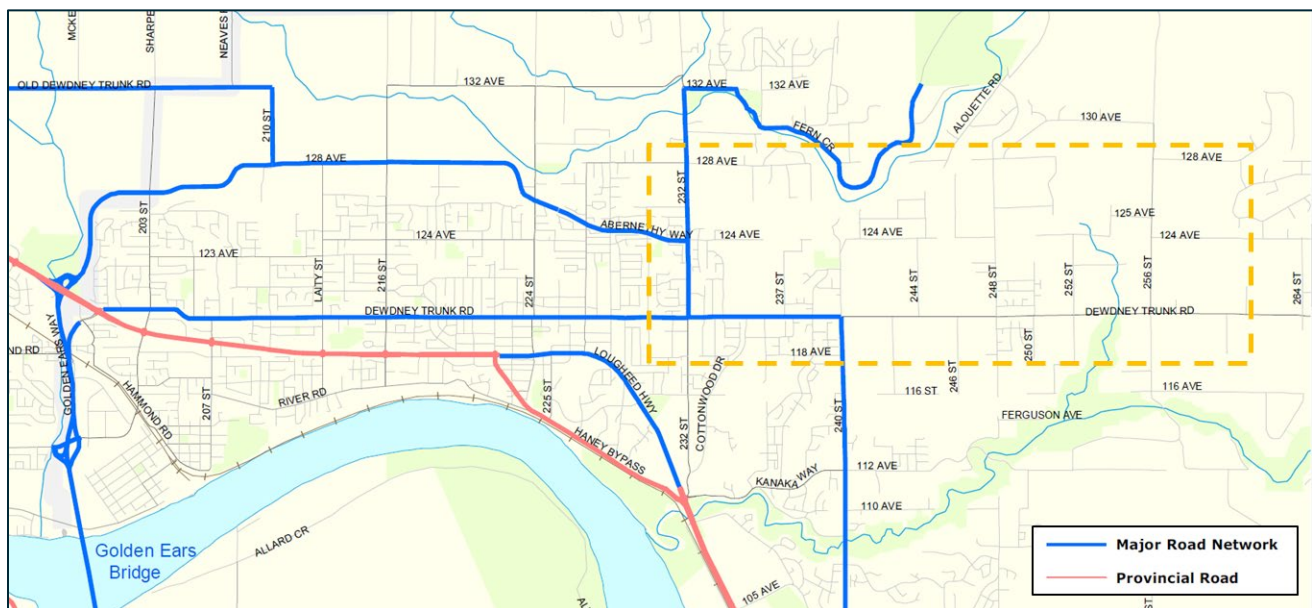 MCKE
SHARPE
NEAVES R
OLD DEWDNEY TRUNK RD
132 AVE
132 AVE
132 AVE
210 ST
FERN CR
ALOUETTE RD
130 AVE
128 AVE
128 AVE
128 AVE
203 ST
232 ST
ABERNETHY WAY
125 AVE
123 AVE
124 AVE
124 AVE
124 AVE
124 AVE
LAITY ST
216 ST
224 ST
237 ST
244 ST
248 ST
252 ST
256 ST
264 ST
DEWDNEY TRUNK RD
DEWDNEY TRUNK RD
GOLDEN EARS WAY
ND RD
HAMMOND RD
207 ST
RIVER RD
LOUGHEED HWY
118 AVE
250 ST
246 ST
116 ST
116 AVE
225 ST
HANEY BYPASS
232 ST
COTTONWOOD DR
240 ST
FERGUSON AVE
KANAKA WAY
112 AVE
110 AVE
Golden Ears
Bridge
ALLARD CR
105 AVE
Major Road Network
Provincial Road